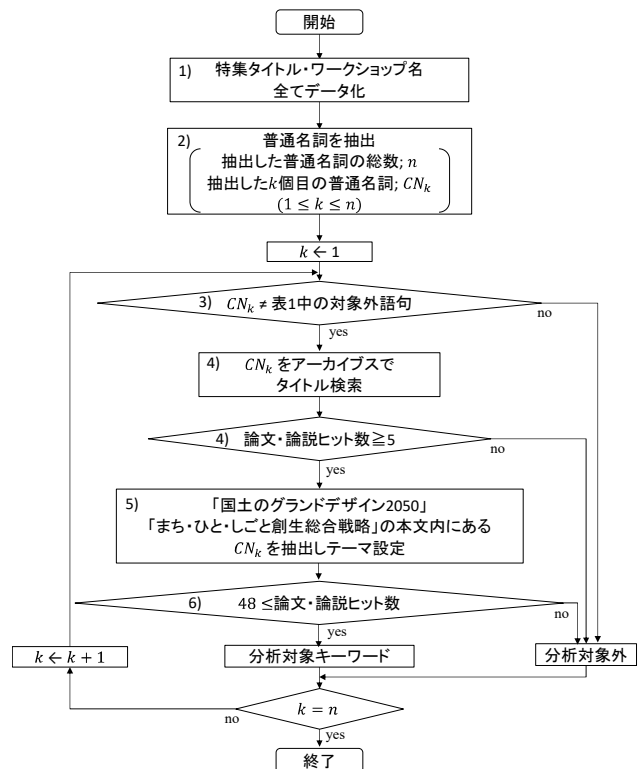 開始
1) 特集タイトル・ワークショップ名
全てデータ化
2) 普通名詞を抽出
抽出した普通名詞の総数; n
抽出したk個目の普通名詞; CNₖ
(1 ≤ k ≤ n)
k ← 1
3) CNₖ ≠ 表1中の対象外語句
no
yes
4) CNₖ をアーカイブスで
タイトル検索
4) 論文・論説ヒット数≧5
no
yes
5) 「国土のグランドデザイン2050」
「まち・ひと・しごと創生総合戦略」の本文内にある
CNₖ を抽出しテーマ設定
6) 48 ≤論文・論説ヒット数
no
yes
k ← k + 1
分析対象キーワード
分析対象外
k = n
no
yes
終了